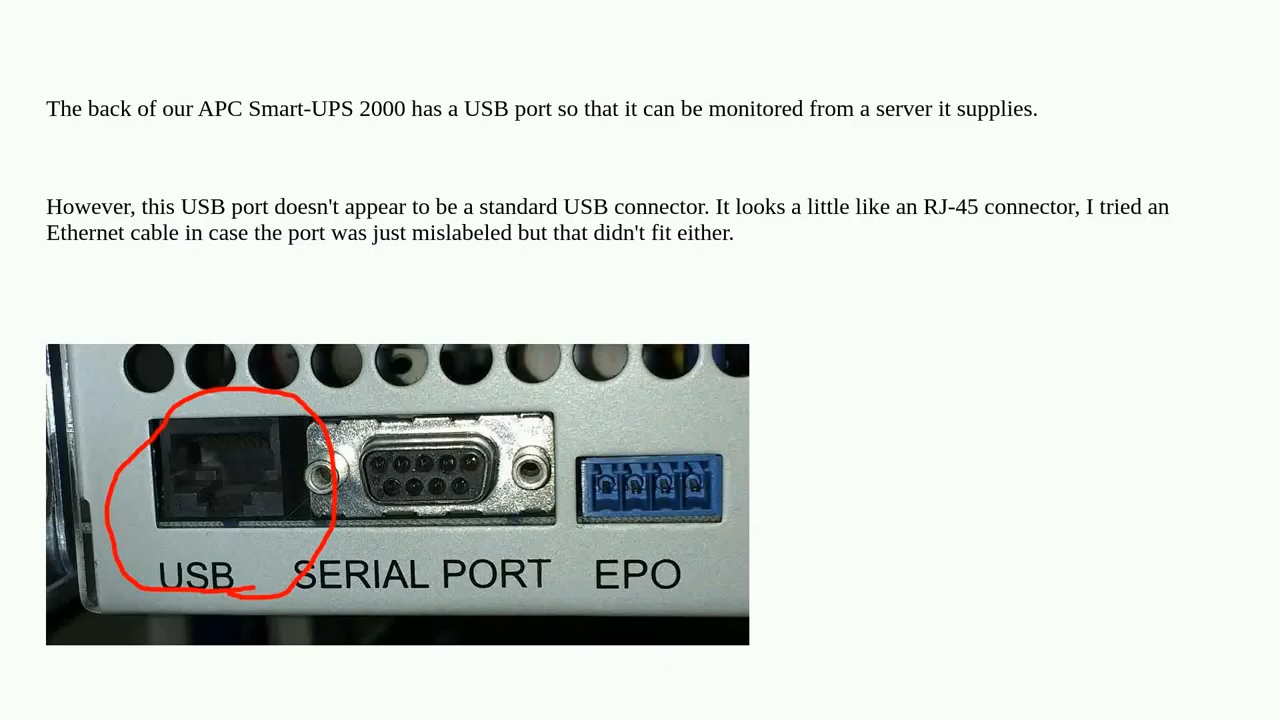 The back of our APC Smart-UPS 2000 has a USB port so that it can be monitored from a server it supplies.
However, this USB port doesn't appear to be a standard USB connector. It looks a little like an RJ-45 connector, I tried an
Ethernet cable in case the port was just mislabeled but that didn't fit either.
USB SERIAL PORT EPO